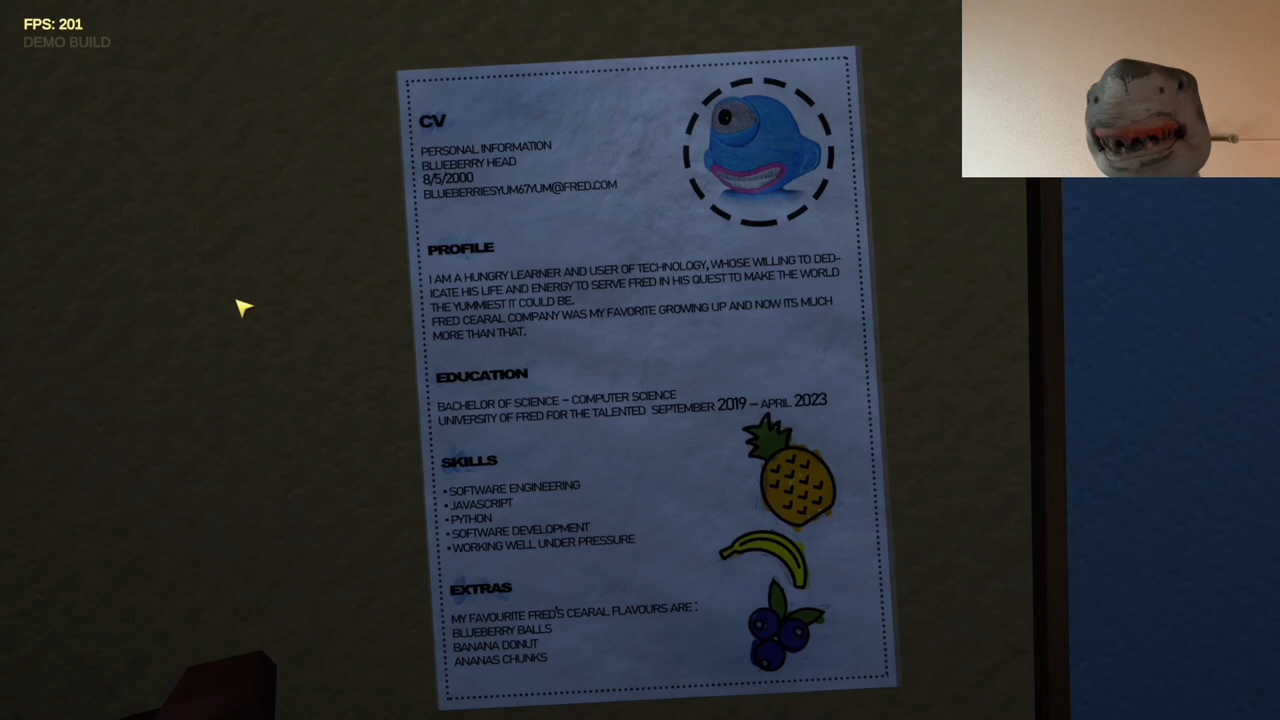 FPS: 201
DEMO BUILD
CV
PERSONAL INFORMATION
BLUEBERRY HEAD
8/5/2000
BLUEBERRIESYUM67YUM@FRED.COM
PROFILE
I AM A HUNGRY LEARNER AND USER OF TECHNOLOGY, WHOSE WILLING TO DED-
ICATE HIS LIFE AND ENERGY TO SERVE FRED IN HIS QUEST TO MAKE THE WORLD
THE YUMMIEST IT COULD BE.
FRED CEARAL COMPANY WAS MY FAVORITE GROWING UP AND NOW ITS MUCH
MORE THAN THAT.
EDUCATION
BACHELOR OF SCIENCE – COMPUTER SCIENCE
UNIVERSITY OF FRED FOR THE TALENTED SEPTEMBER 2019 – APRIL 2023
SKILLS
• SOFTWARE ENGINEERING
• JAVASCRIPT
• PYTHON
• SOFTWARE DEVELOPMENT
• WORKING WELL UNDER PRESSURE
EXTRAS
MY FAVOURITE FRED'S CEARAL FLAVOURS ARE :
BLUEBERRY BALLS
BANANA DONUT
ANANAS CHUNKS